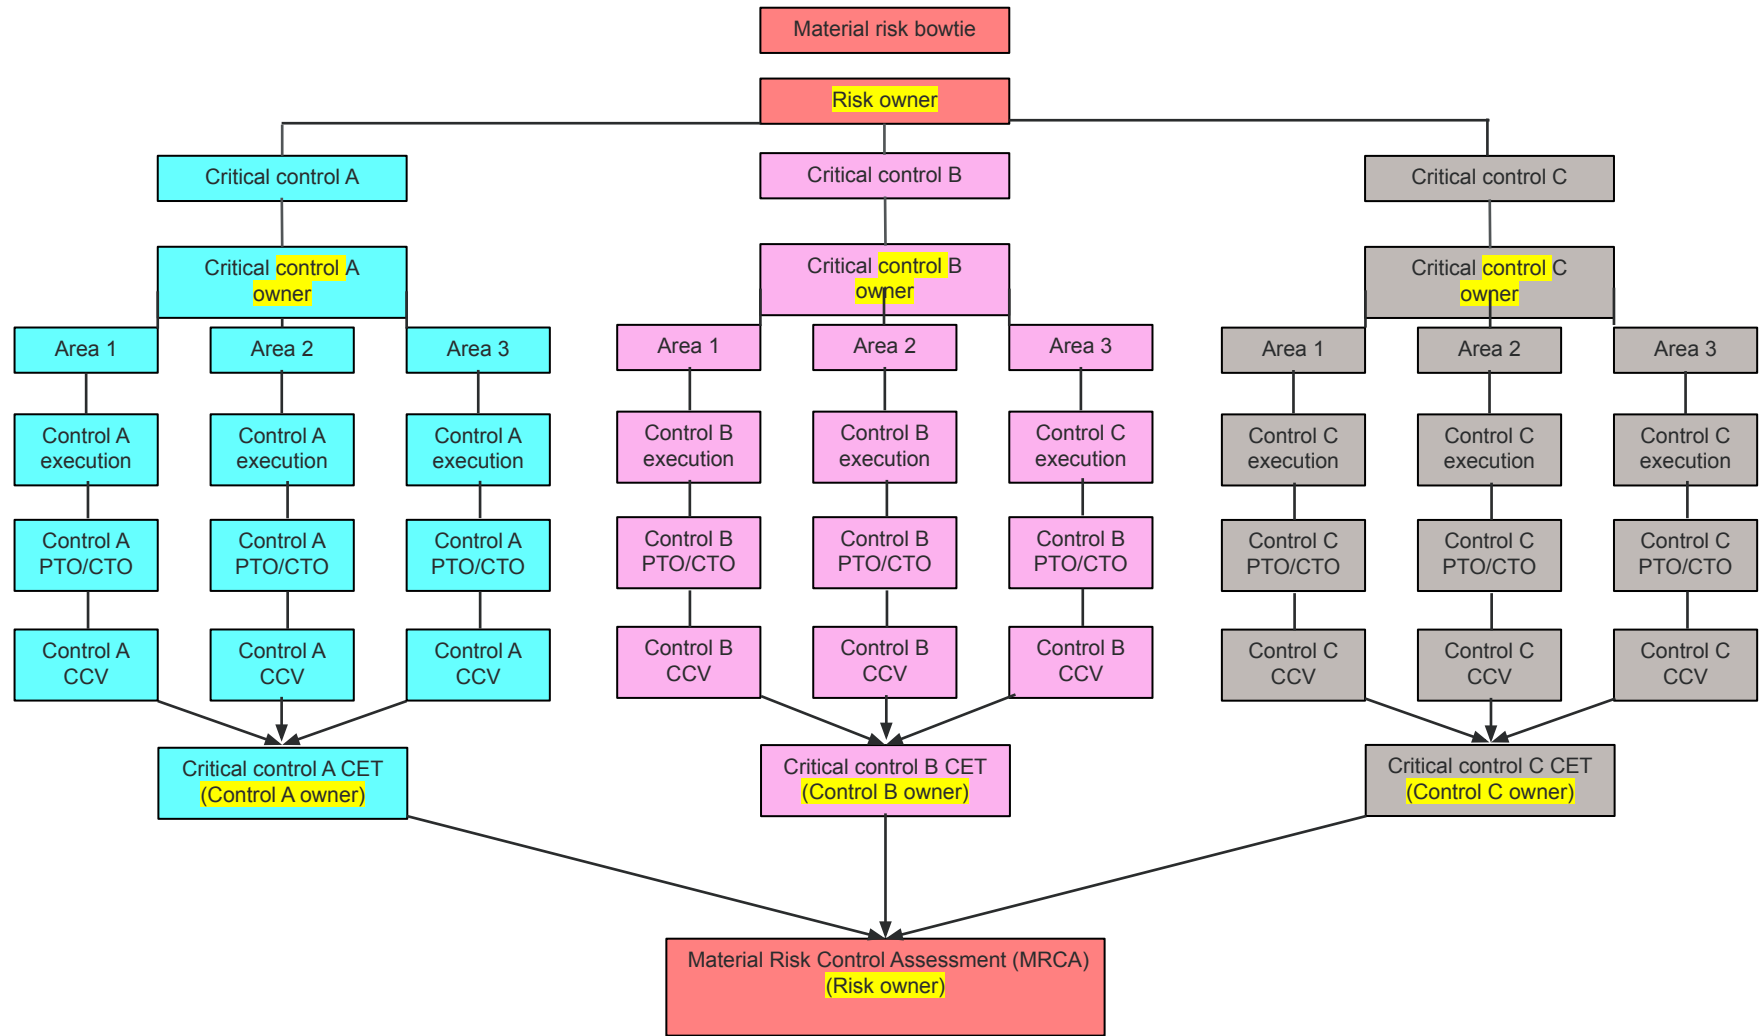 Material risk bowtie
Risk owner
Critical control A
Critical control B
Critical control C
Critical control A
owner
Critical control B
owner
Critical control C
owner
Area 1
Area 2
Area 3
Area 1
Area 2
Area 3
Area 1
Area 2
Area 3
Control A
execution
Control A
execution
Control A
execution
Control B
execution
Control B
execution
Control C
execution
Control C
execution
Control C
execution
Control C
execution
Control A
PTO/CTO
Control A
PTO/CTO
Control A
PTO/CTO
Control B
PTO/CTO
Control B
PTO/CTO
Control B
PTO/CTO
Control C
PTO/CTO
Control C
PTO/CTO
Control C
PTO/CTO
Control A
CCV
Control A
CCV
Control A
CCV
Control B
CCV
Control B
CCV
Control B
CCV
Control C
CCV
Control C
CCV
Control C
CCV
Critical control A CET
(Control A owner)
Critical control B CET
(Control B owner)
Critical control C CET
(Control C owner)
Material Risk Control Assessment (MRCA)
(Risk owner)